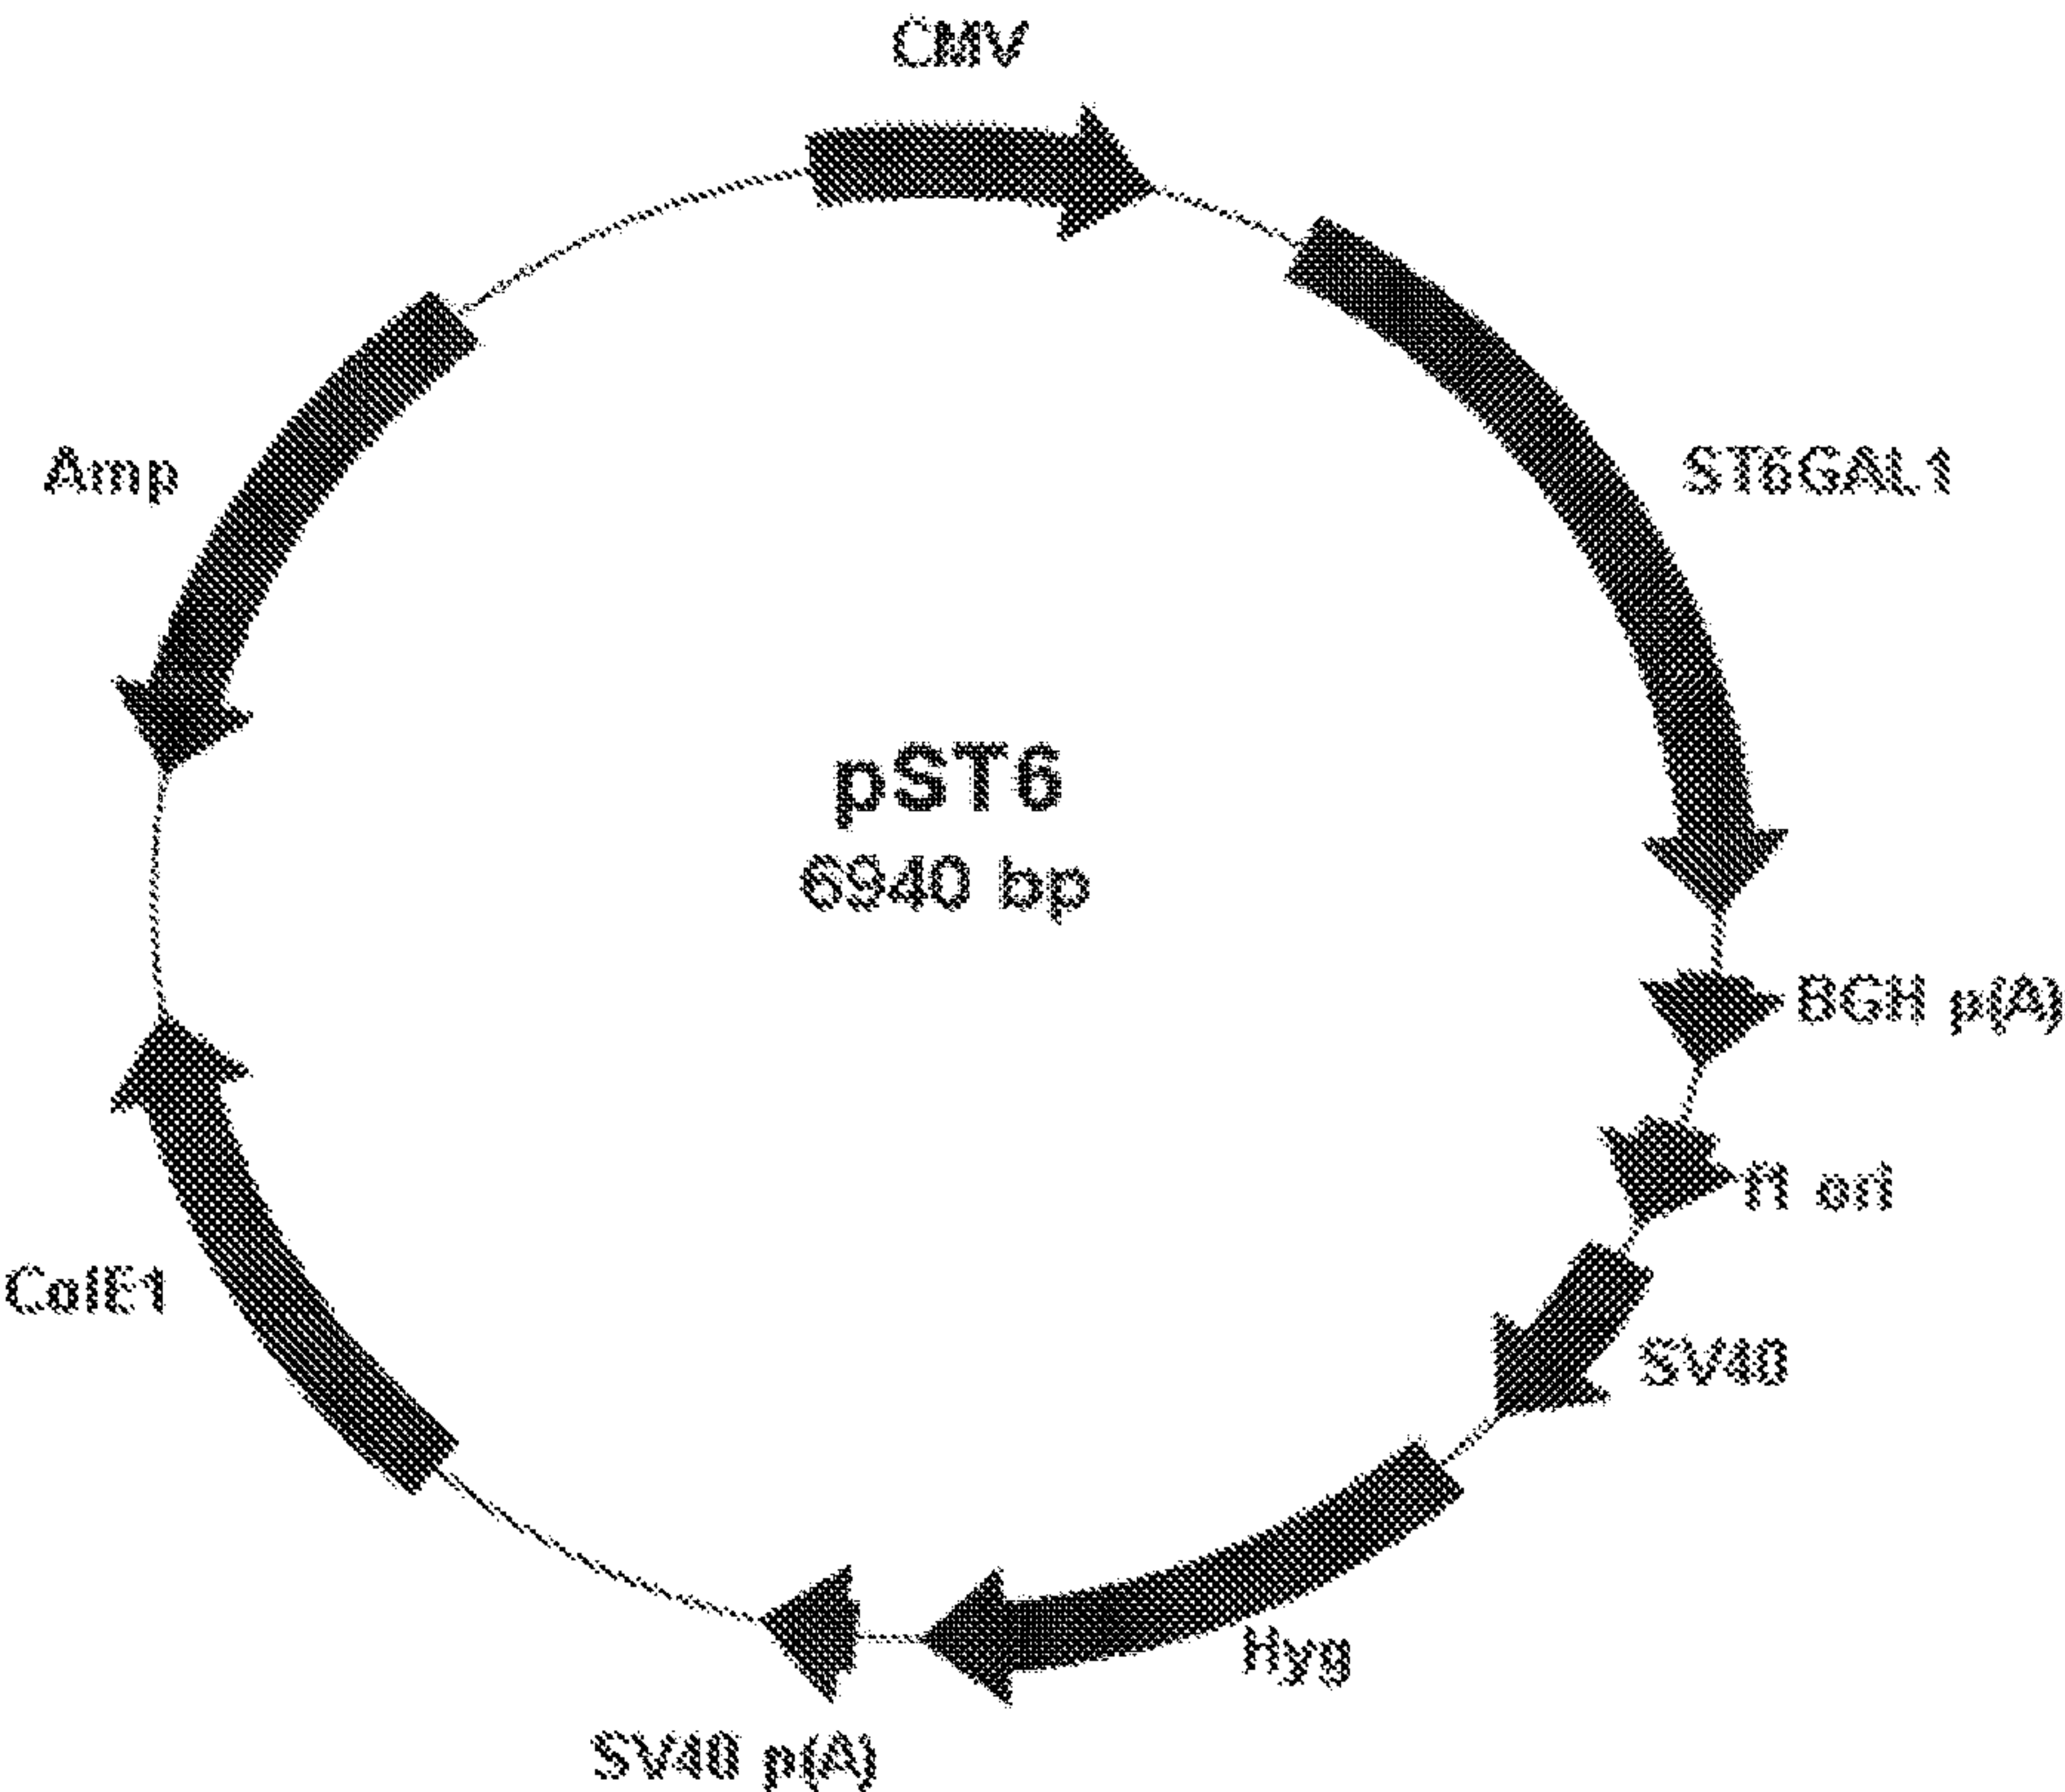 CMV
Amp
ST6GAL1
pST6
6940 bp
BGH p(A)
f1 ori
ColE1
SV40
Hyg
SV40 p(A)